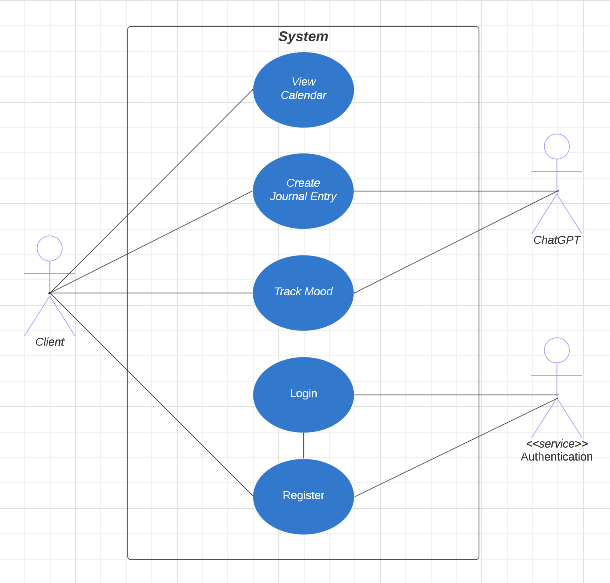 System
View
Calendar
Create
Journal Entry
ChatGPT
Track Mood
Client
Login
<<service>>
Authentication
Register